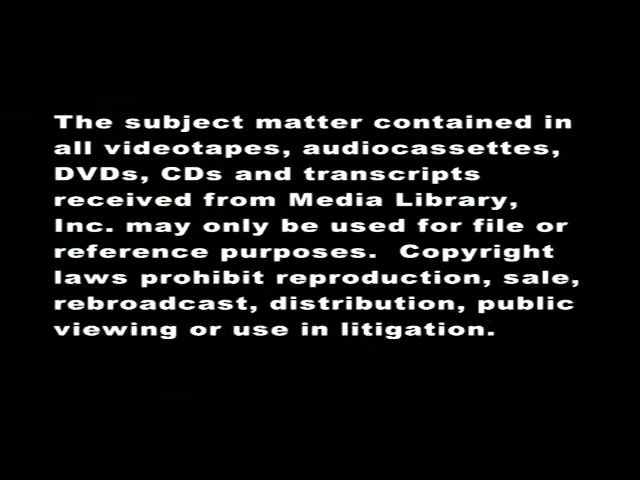 The subject matter contained in
all videotapes, audiocassettes,
DVDs, CDs and transcripts
received from Media Library,
Inc. may only be used for file or
reference purposes.  Copyright
laws prohibit reproduction, sale,
rebroadcast, distribution, public
viewing or use in litigation.